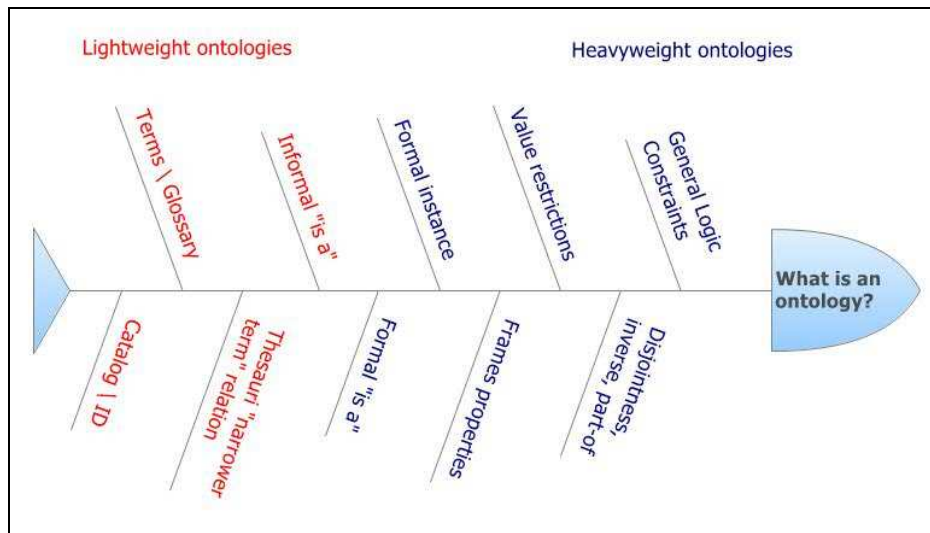 Lightweight ontologies
Heavyweight ontologies
Terms \ Glossary
Informal "is a"
Formal instance
Value restrictions
General Logic
Constraints
What is an
ontology?
Catalog \ ID
Thesauri "narrower
term" relation
Formal "is a"
Frames properties
Disjointness,
inverse, part-of